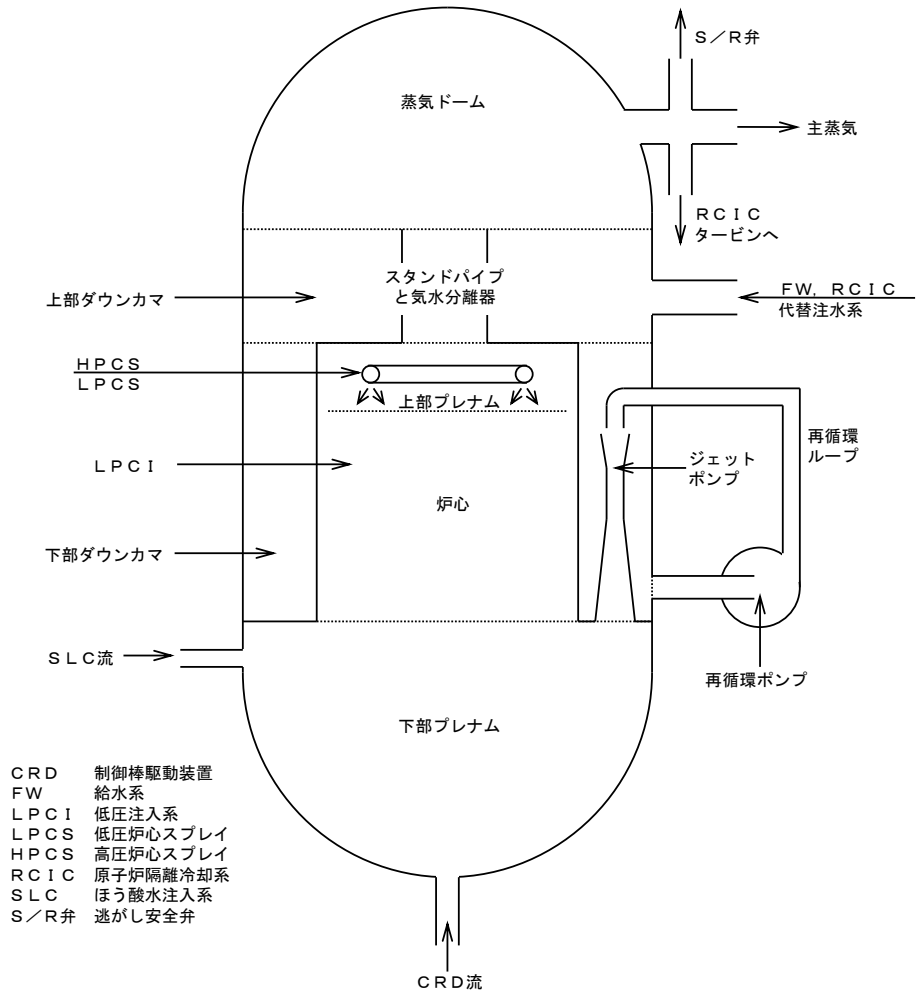 S／R弁
蒸気ドーム
主蒸気
ＲＣＩＣ
タービンへ
スタンドパイプ
と気水分離器
上部ダウンカマ
FW，ＲＣＩＣ
代替注水系
ＨＰＣＳ
ＬＰＣＳ
上部プレナム
再循環
ループ
ＬＰＣＩ
ジェット
ポンプ
炉心
下部ダウンカマ
ＳＬＣ流
再循環ポンプ
下部プレナム
ＣＲＤ 制御棒駆動装置
FW 給水系
ＬＰＣＩ 低圧注入系
ＬＰＣＳ 低圧炉心スプレイ
ＨＰＣＳ 高圧炉心スプレイ
ＲＣＩＣ 原子炉隔離冷却系
ＳＬＣ ほう酸水注入系
S／R弁 逃がし安全弁
ＣＲＤ流